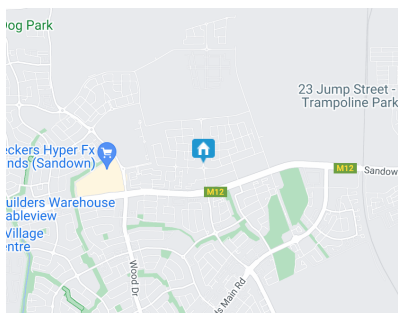 og Park
23 Jump Street -
Trampoline Park
eckers Hyper Fx
nds (Sandown)
M12
Sandow
M12
uilders Warehouse
ableview
Village
entre
Wood Dr
ds Main Rd